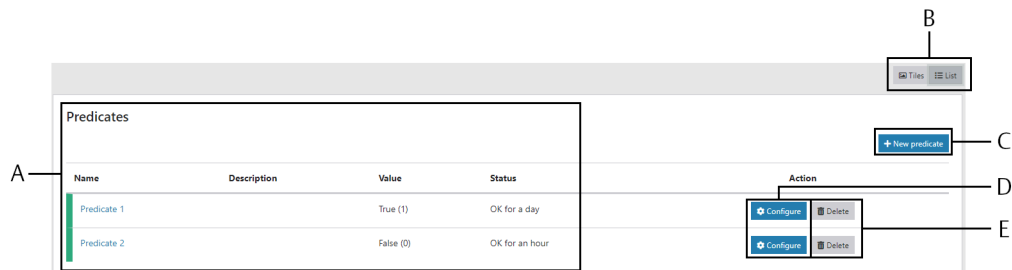 B
Tiles List
Predicates
+ New predicate
C
A
Name Description Value Status Action
D
Predicate 1 True (1) OK for a day Configure Delete
E
Predicate 2 False (0) OK for an hour Configure Delete